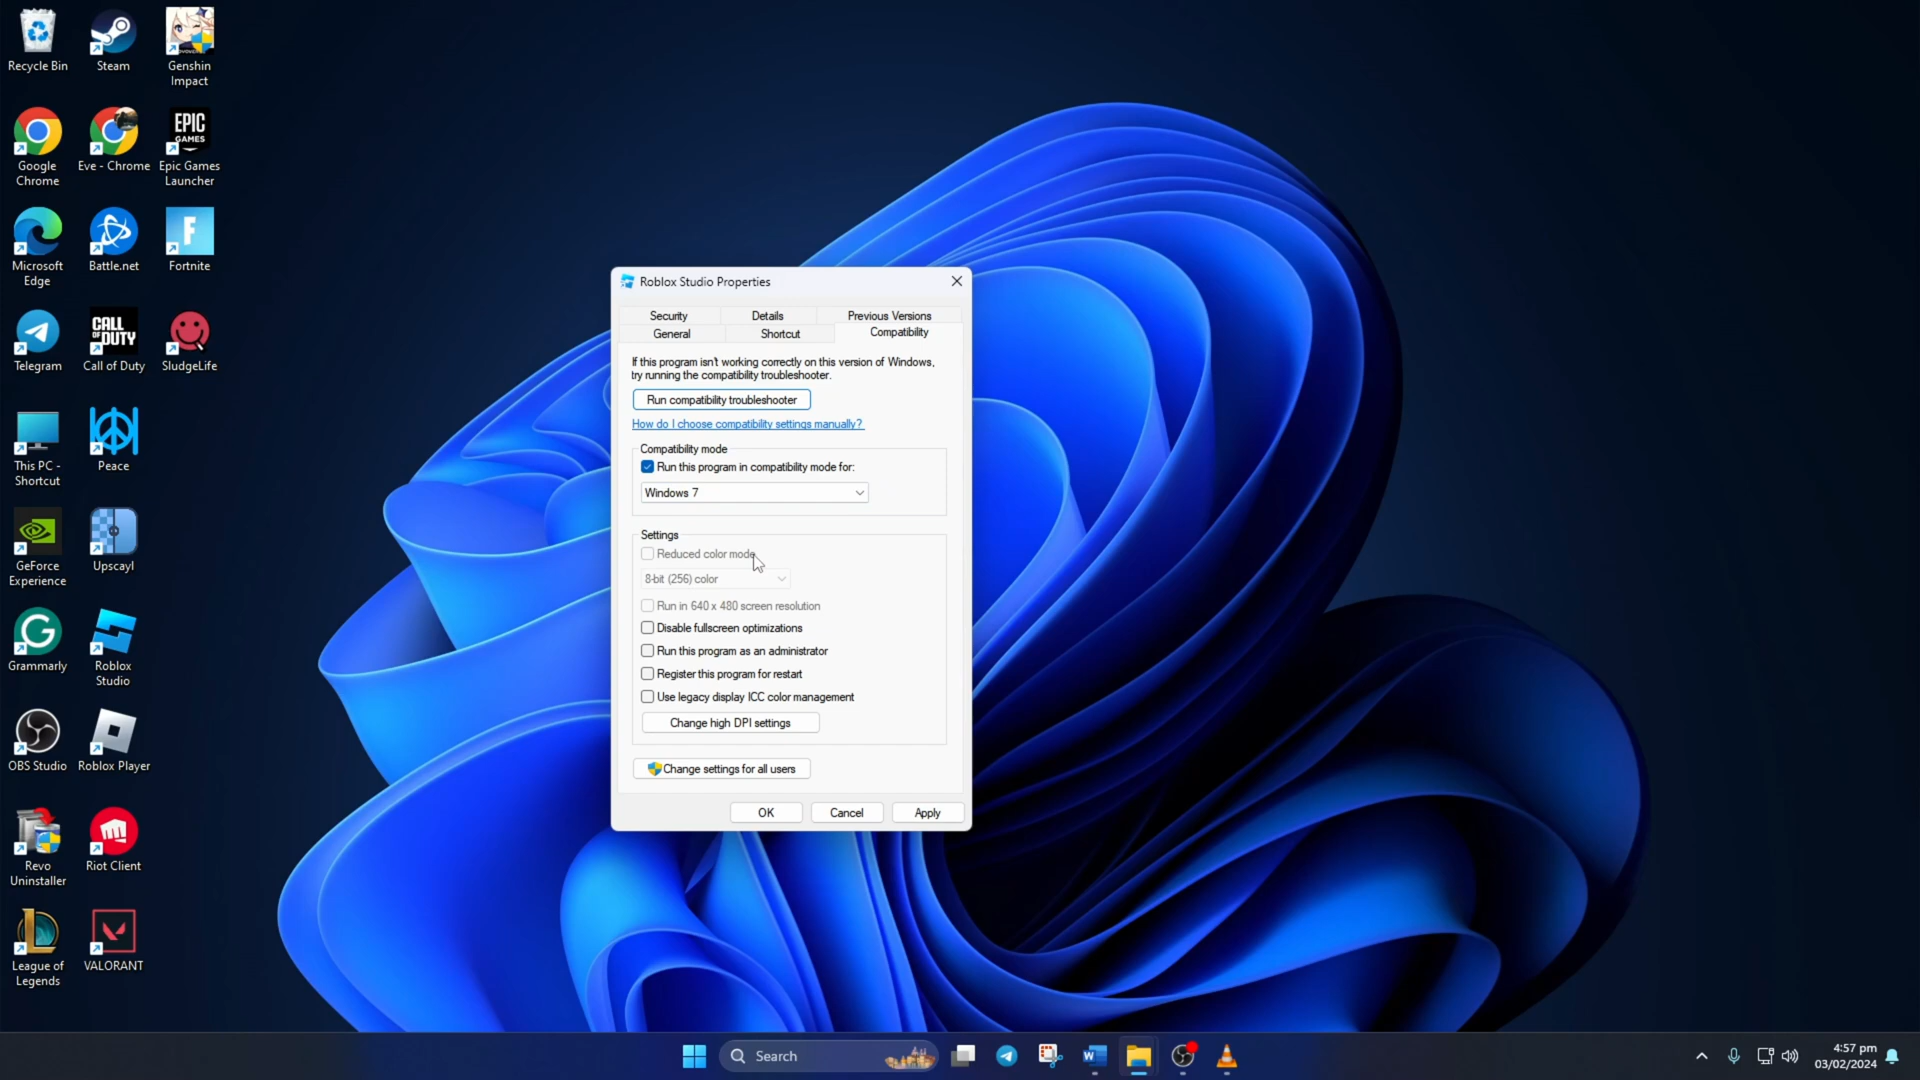 Recycle Bin
Steam
Genshin
Impact
Google
Chrome
Eve - Chrome
EPIC
GAMES
Epic Games
Launcher
Microsoft
Edge
Battle.net
F
Fortnite
Telegram
CALL
OF DUTY
Call of Duty
SludgeLife
This PC -
Shortcut
Peace
GeForce
Experience
Upscayl
Grammarly
Roblox
Studio
OBS Studio
Roblox Player
Revo
Uninstaller
Riot Client
League of
Legends
VALORANT
Roblox Studio Properties
Security
Details
Previous Versions
General
Shortcut
Compatibility
If this program isn't working correctly on this version of Windows,
try running the compatibility troubleshooter.
Run compatibility troubleshooter
How do I choose compatibility settings manually?
Compatibility mode
Run this program in compatibility mode for:
Windows 7
Settings
Reduced color mode
8-bit (256) color
Run in 640 x 480 screen resolution
Disable fullscreen optimizations
Run this program as an administrator
Register this program for restart
Use legacy display ICC color management
Change high DPI settings
Change settings for all users
OK
Cancel
Apply
Search
4:57 pm
03/02/2024